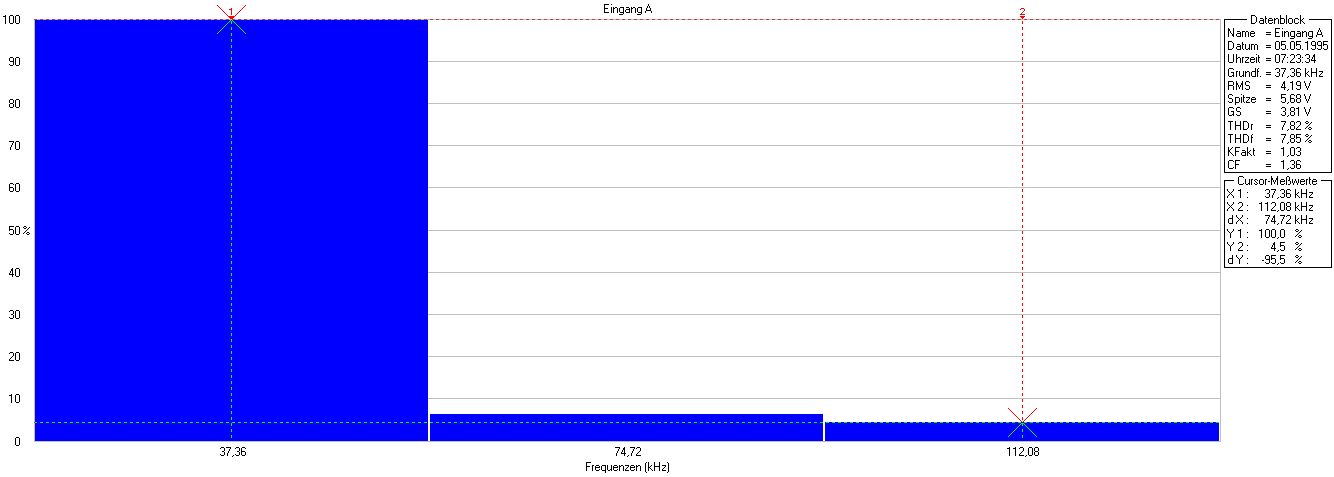 Eingang A
1
2
100
90
80
70
60
50 %
40
30
20
10
0
37,36
74,72
112,08
Frequenzen (kHz)
Datenblock
Name = Eingang A
Datum = 05.05.1995
Uhrzeit = 07:23:34
Grundf. = 37,36 kHz
RMS = 4,19 V
Spitze = 5,68 V
GS = 3,81 V
THDr = 7,82 %
THDf = 7,85 %
KFakt = 1,03
CF = 1,36
Cursor-Meßwerte
X 1 : 37,36 kHz
X 2 : 112,08 kHz
d X : 74,72 kHz
Y 1 : 100,0 %
Y 2 : 4,5 %
d Y : -95,5 %